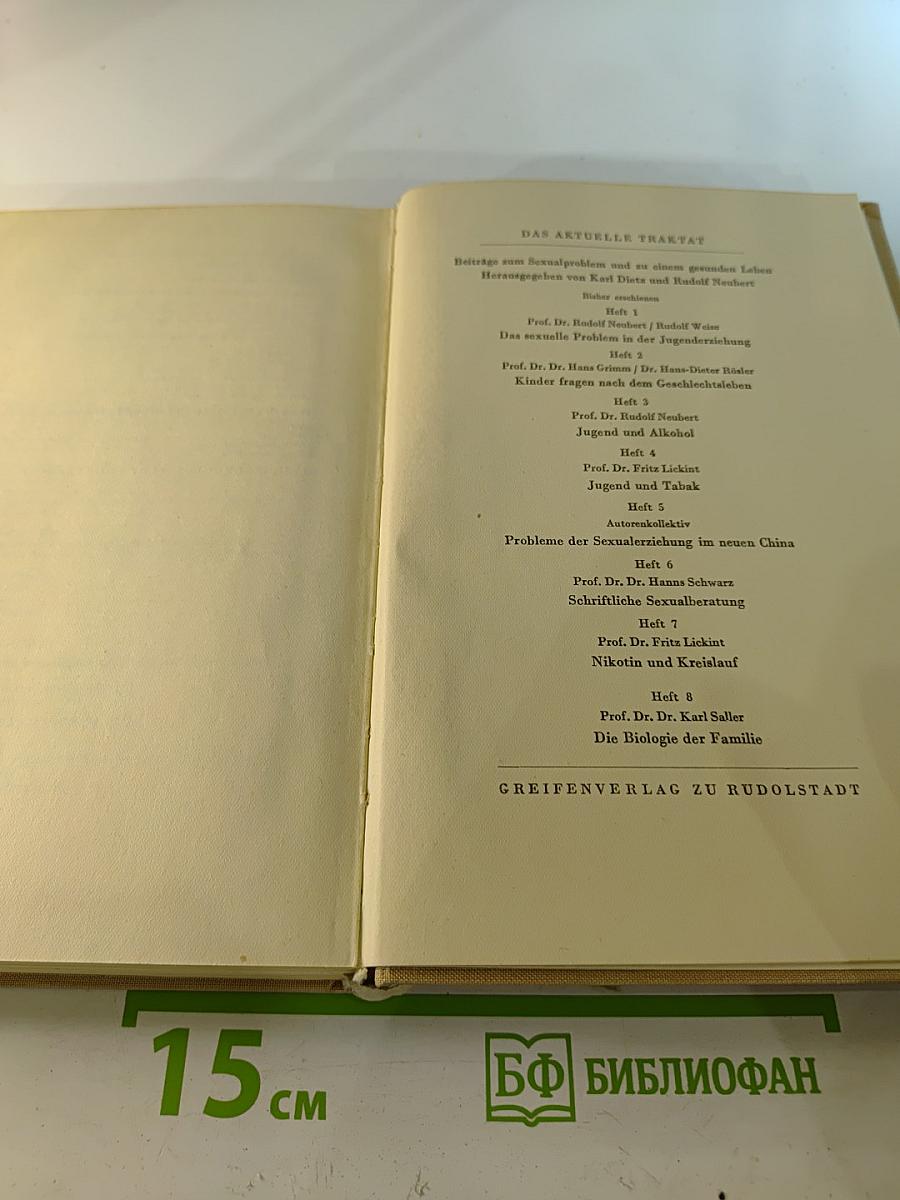 DAS AKTUELLE TRAKTAT
Beiträge zum Sexualproblem und zu einem gesunden Leben
Herausgegeben von Karl Dietz und Rudolf Neubert
Bisher erschienen
Heft 1
Prof. Dr. Rudolf Neubert / Rudolf Weise
Das sexuelle Problem in der Jugenderziehung
Heft 2
Prof. Dr. Dr. Hans Grimm / Dr. Hans-Dieter Rösler
Kinder fragen nach dem Geschlechtsleben
Heft 3
Prof. Dr. Rudolf Neubert
Jugend und Alkohol
Heft 4
Prof. Dr. Fritz Lickint
Jugend und Tabak
Heft 5
Autorenkollektiv
Probleme der Sexualerziehung im neuen China
Heft 6
Prof. Dr. Dr. Hanns Schwarz
Schriftliche Sexualberatung
Heft 7
Prof. Dr. Fritz Lickint
Nikotin und Kreislauf
Heft 8
Prof. Dr. Dr. Karl Saller
Die Biologie der Familie
GREIFENVERLAG ZU RUDOLSTADT
15 см
БФ БИБЛИОФАН